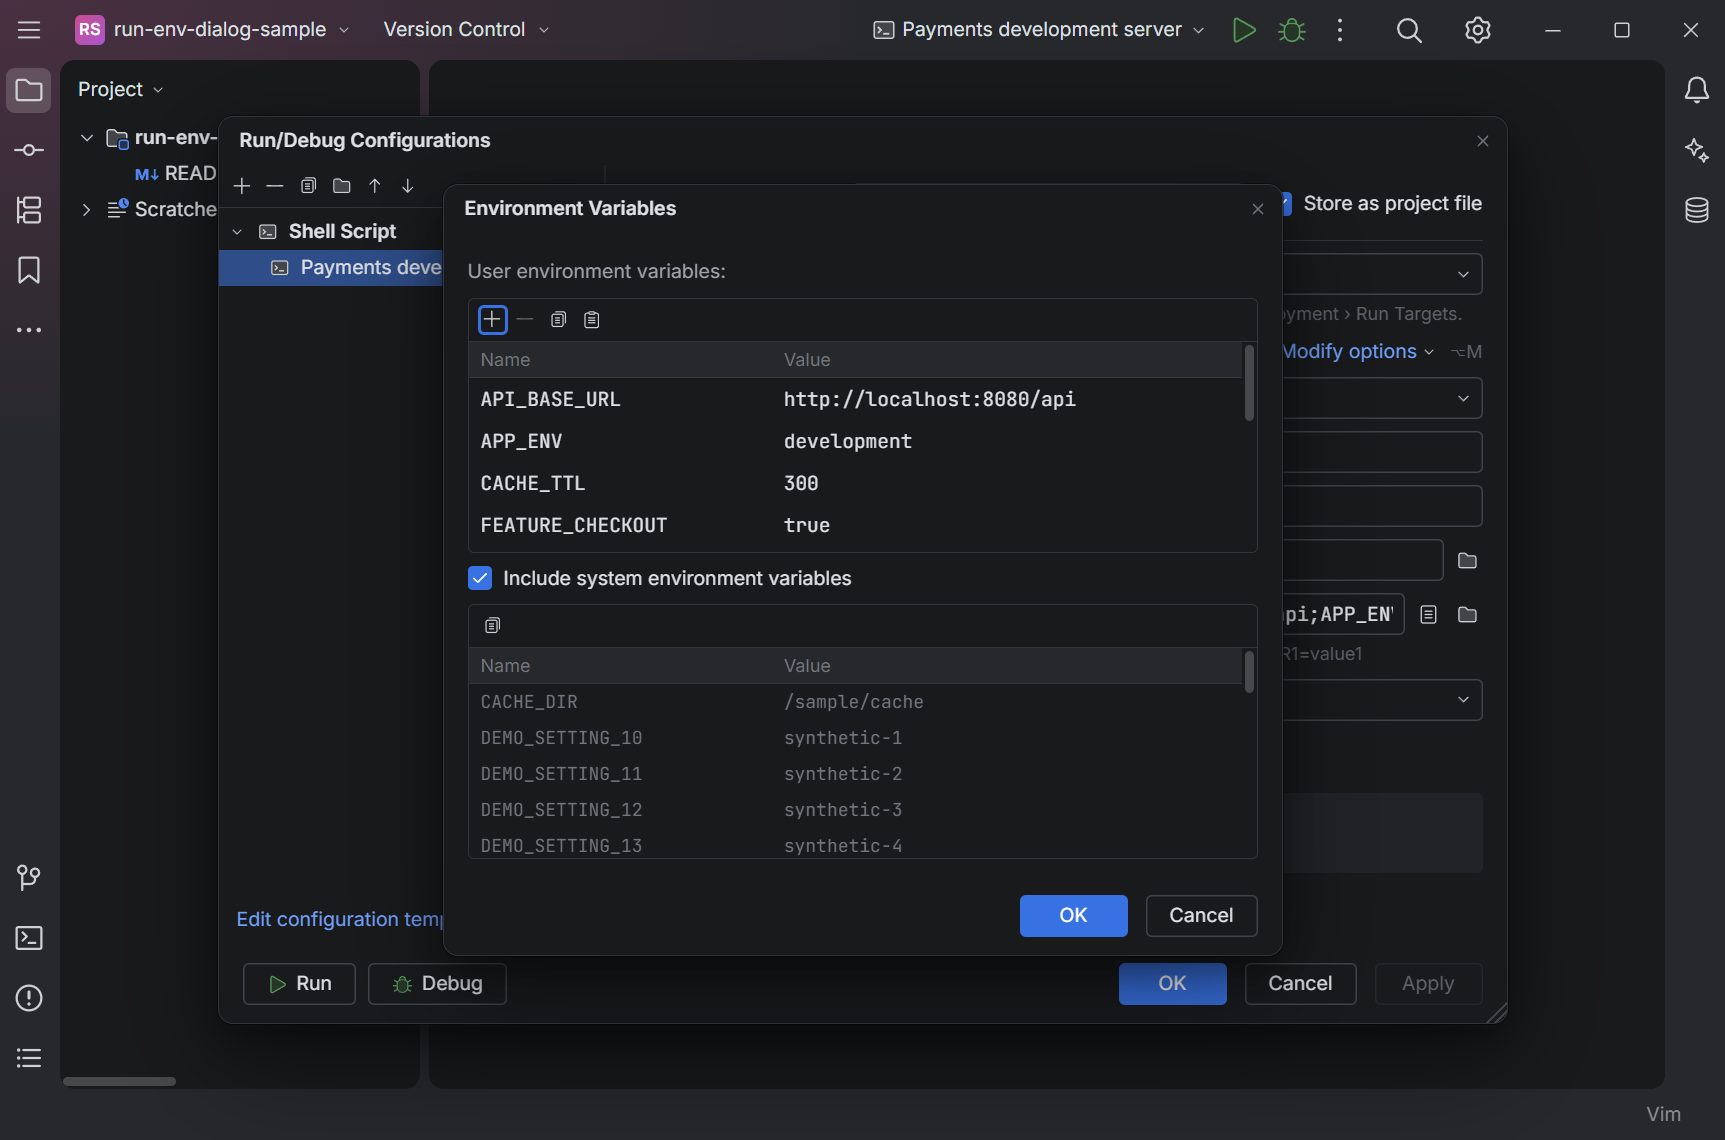 RS run-env-dialog-sample Version Control Payments development server
Project
run-env-
M↓ READ
Scratche
Run/Debug Configurations
Shell Script
Payments deve
Store as project file
Environment Variables
User environment variables:
Name Value
API_BASE_URL http://localhost:8080/api
APP_ENV development
CACHE_TTL 300
FEATURE_CHECKOUT true
Include system environment variables
Name Value
CACHE_DIR /sample/cache
DEMO_SETTING_10 synthetic-1
DEMO_SETTING_11 synthetic-2
DEMO_SETTING_12 synthetic-3
DEMO_SETTING_13 synthetic-4
OK Cancel
yment › Run Targets.
Modify options ⌥M
pi;APP_EN
R1=value1
Edit configuration temp
Run Debug OK Cancel Apply
Vim